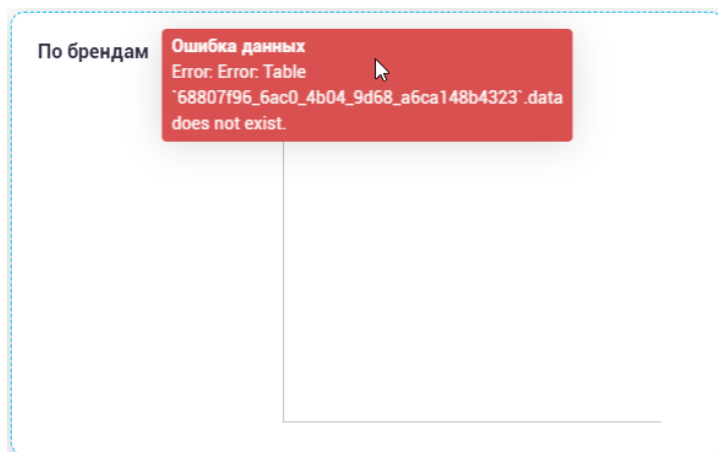 По брендам
Ошибка данных
Error: Error: Table
`68807f96_6ac0_4b04_9d68_a6ca148b4323`.data
does not exist.